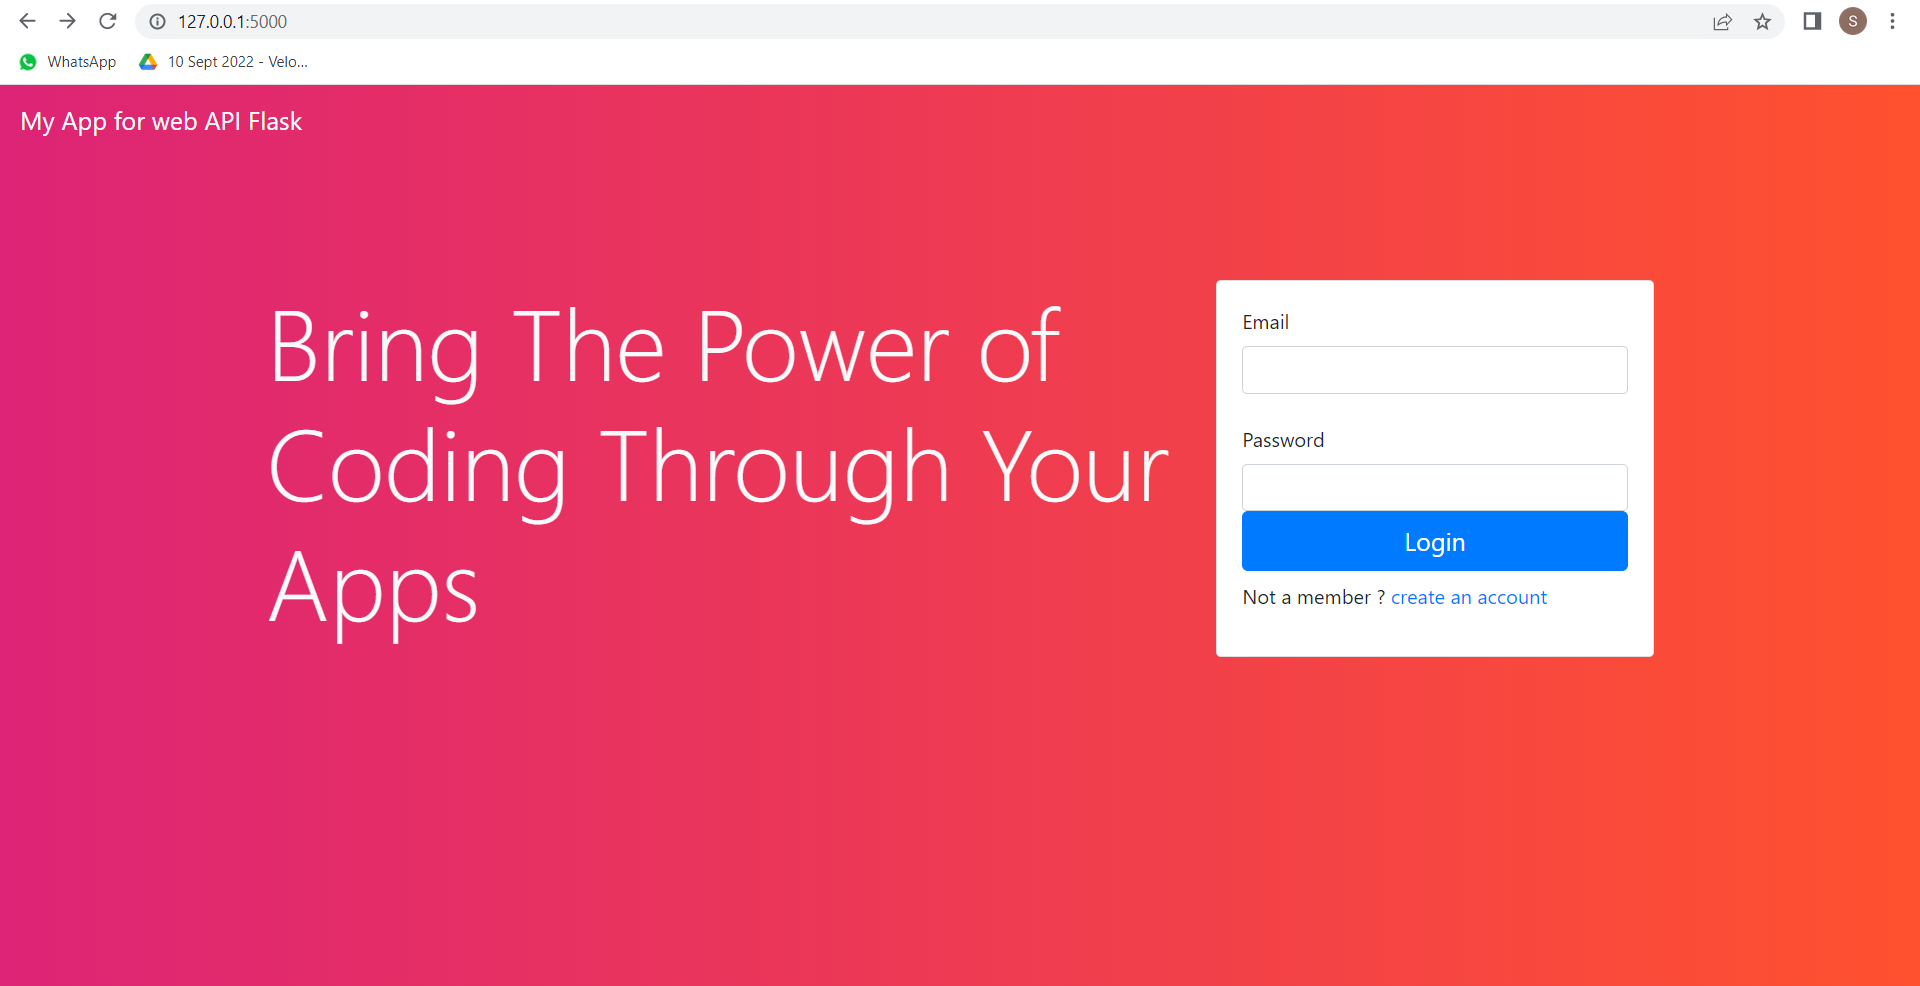 127.0.0.1:5000
S
WhatsApp
10 Sept 2022 - Velo...
My App for web API Flask
Bring The Power of
Coding Through Your
Apps
Email
Password
Login
Not a member ? create an account